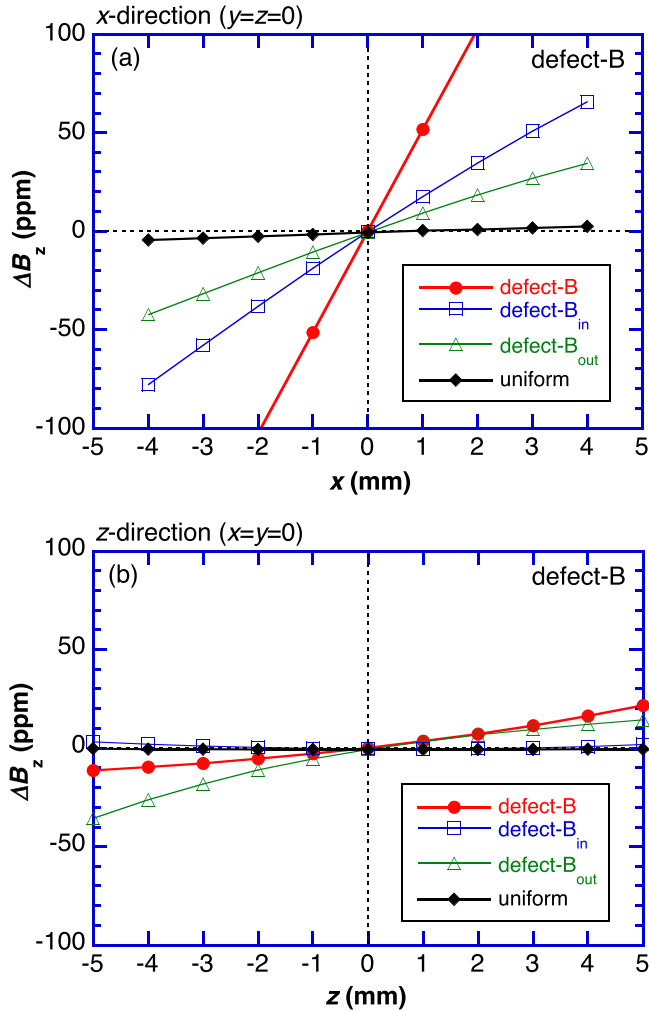 x-direction (y=z=0)
(a)
defect-B
100
50
0
-50
-100
ΔBz (ppm)
defect-B
defect-Bin
defect-Bout
uniform
-5 -4 -3 -2 -1 0 1 2 3 4 5
x (mm)
z-direction (x=y=0)
(b)
defect-B
100
50
0
-50
-100
ΔBz (ppm)
defect-B
defect-Bin
defect-Bout
uniform
-5 -4 -3 -2 -1 0 1 2 3 4 5
z (mm)